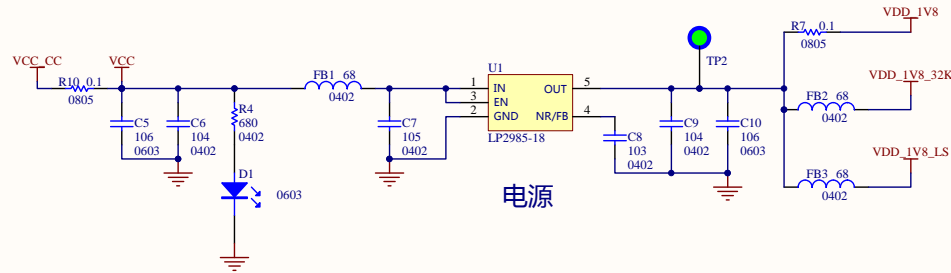 VCC_CC
R10 0.1
0805
VCC
C5
106
0603
C6
104
0402
R4
680
0402
D1
0603
FB1 68
0402
C7
105
0402
U1
1 IN OUT 5
3 EN
2 GND NR/FB 4
LP2985-18
电源
C8
103
0402
C9
104
0402
C10
106
0603
TP2
R7 0.1
0805
VDD_1V8
FB2 68
0402
VDD_1V8_32K
FB3 68
0402
VDD_1V8_LS